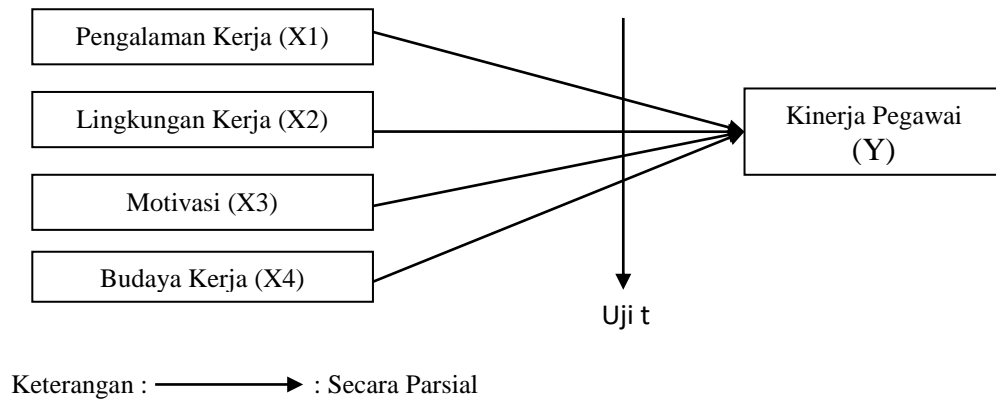 Pengalaman Kerja (X1)
Lingkungan Kerja (X2)
Motivasi (X3)
Budaya Kerja (X4)
Kinerja Pegawai
(Y)
Uji t
Keterangan : : Secara Parsial